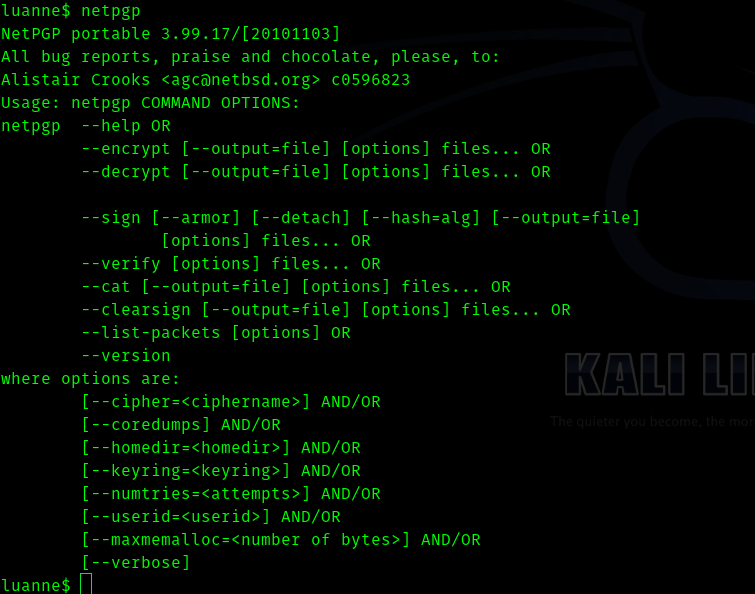 luanne$ netpgp
NetPGP portable 3.99.17/[20101103]
All bug reports, praise and chocolate, please, to:
Alistair Crooks <agc@netbsd.org> c0596823
Usage: netpgp COMMAND OPTIONS:
netpgp  --help OR
        --encrypt [--output=file] [options] files... OR
        --decrypt [--output=file] [options] files... OR

        --sign [--armor] [--detach] [--hash=alg] [--output=file]
                [options] files... OR
        --verify [options] files... OR
        --cat [--output=file] [options] files... OR
        --clearsign [--output=file] [options] files... OR
        --list-packets [options] OR
        --version
where options are:
        [--cipher=<ciphername>] AND/OR
        [--coredumps] AND/OR
        [--homedir=<homedir>] AND/OR
        [--keyring=<keyring>] AND/OR
        [--numtries=<attempts>] AND/OR
        [--userid=<userid>] AND/OR
        [--maxmemalloc=<number of bytes>] AND/OR
        [--verbose]
luanne$
KALI LI
The quieter you become, the mor